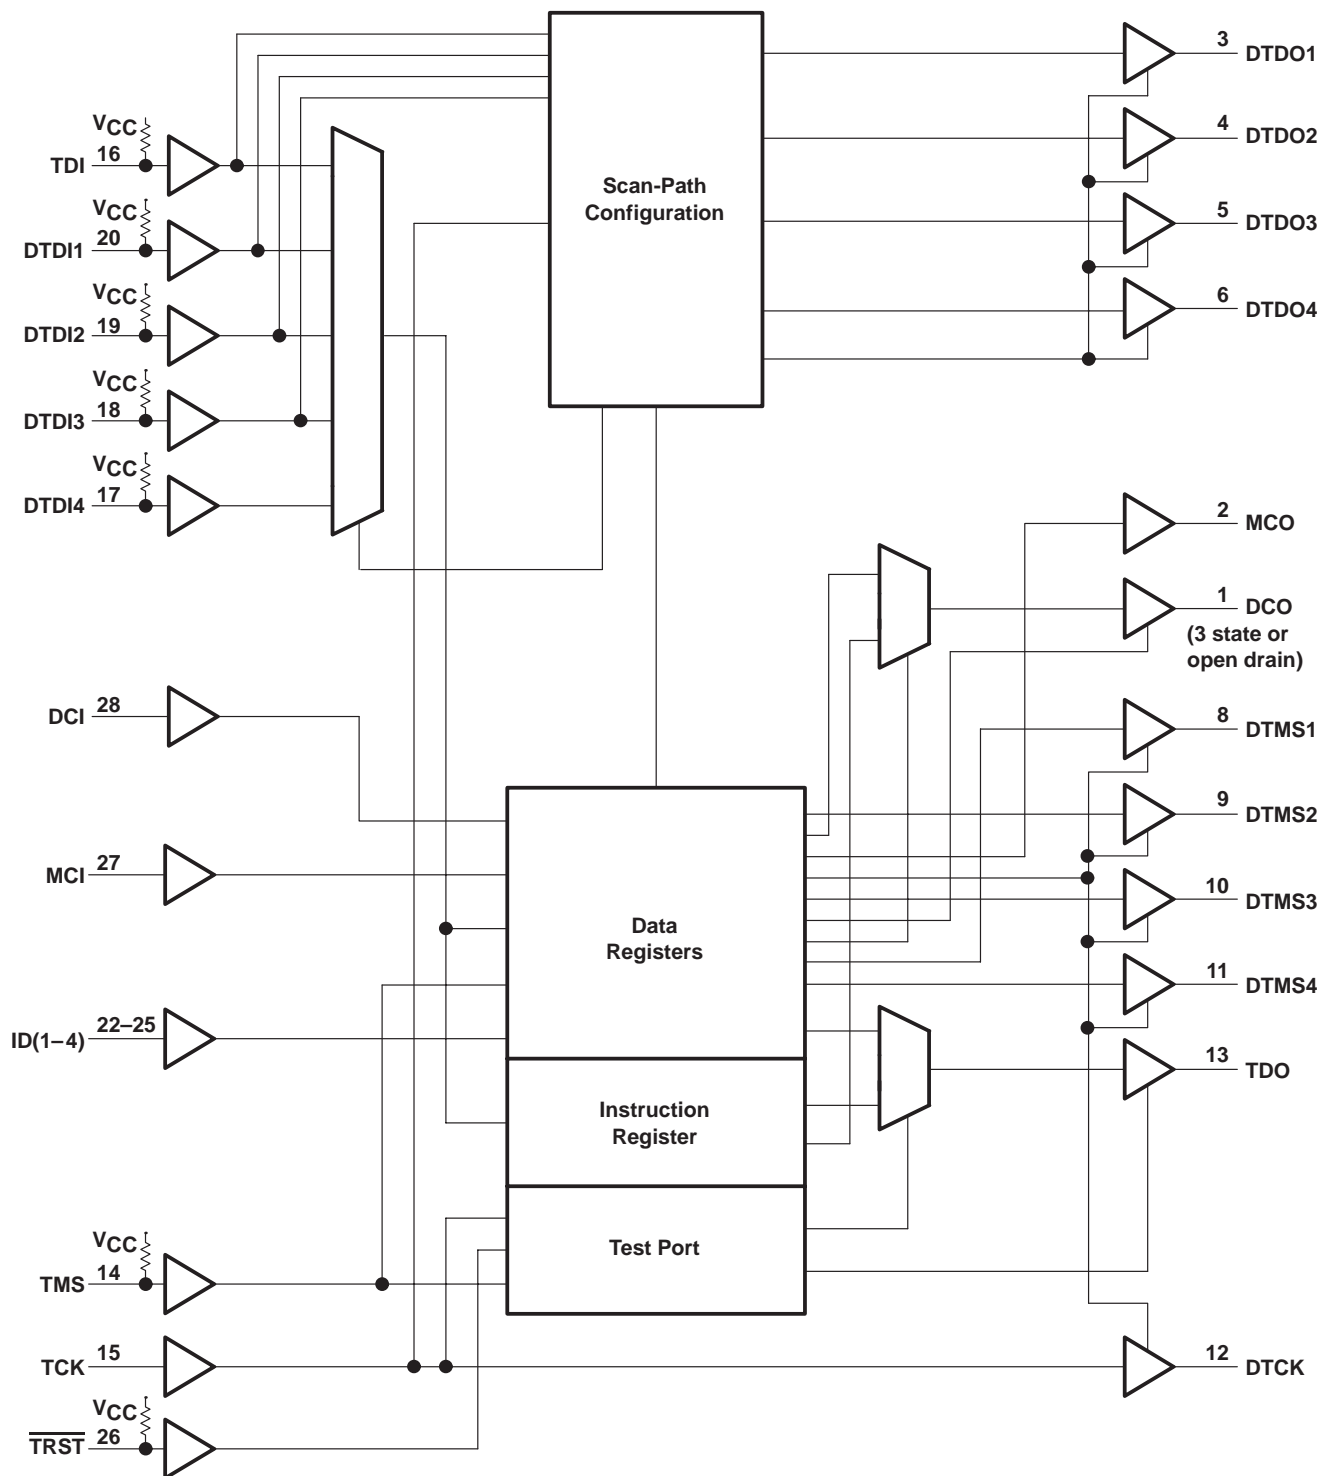 3
DTDO1
4
DTDO2
5
DTDO3
6
DTDO4
Scan-Path
Configuration
VCC
TDI 16
VCC
DTDI1 20
VCC
DTDI2 19
VCC
DTDI3 18
VCC
DTDI4 17
2
MCO
1
DCO
(3 state or
open drain)
DCI 28
8
DTMS1
9
DTMS2
MCI 27
10
DTMS3
Data
Registers
11
DTMS4
ID(1–4) 22–25
13
TDO
Instruction
Register
Test Port
VCC
TMS 14
TCK 15
12
DTCK
VCC
TRST 26